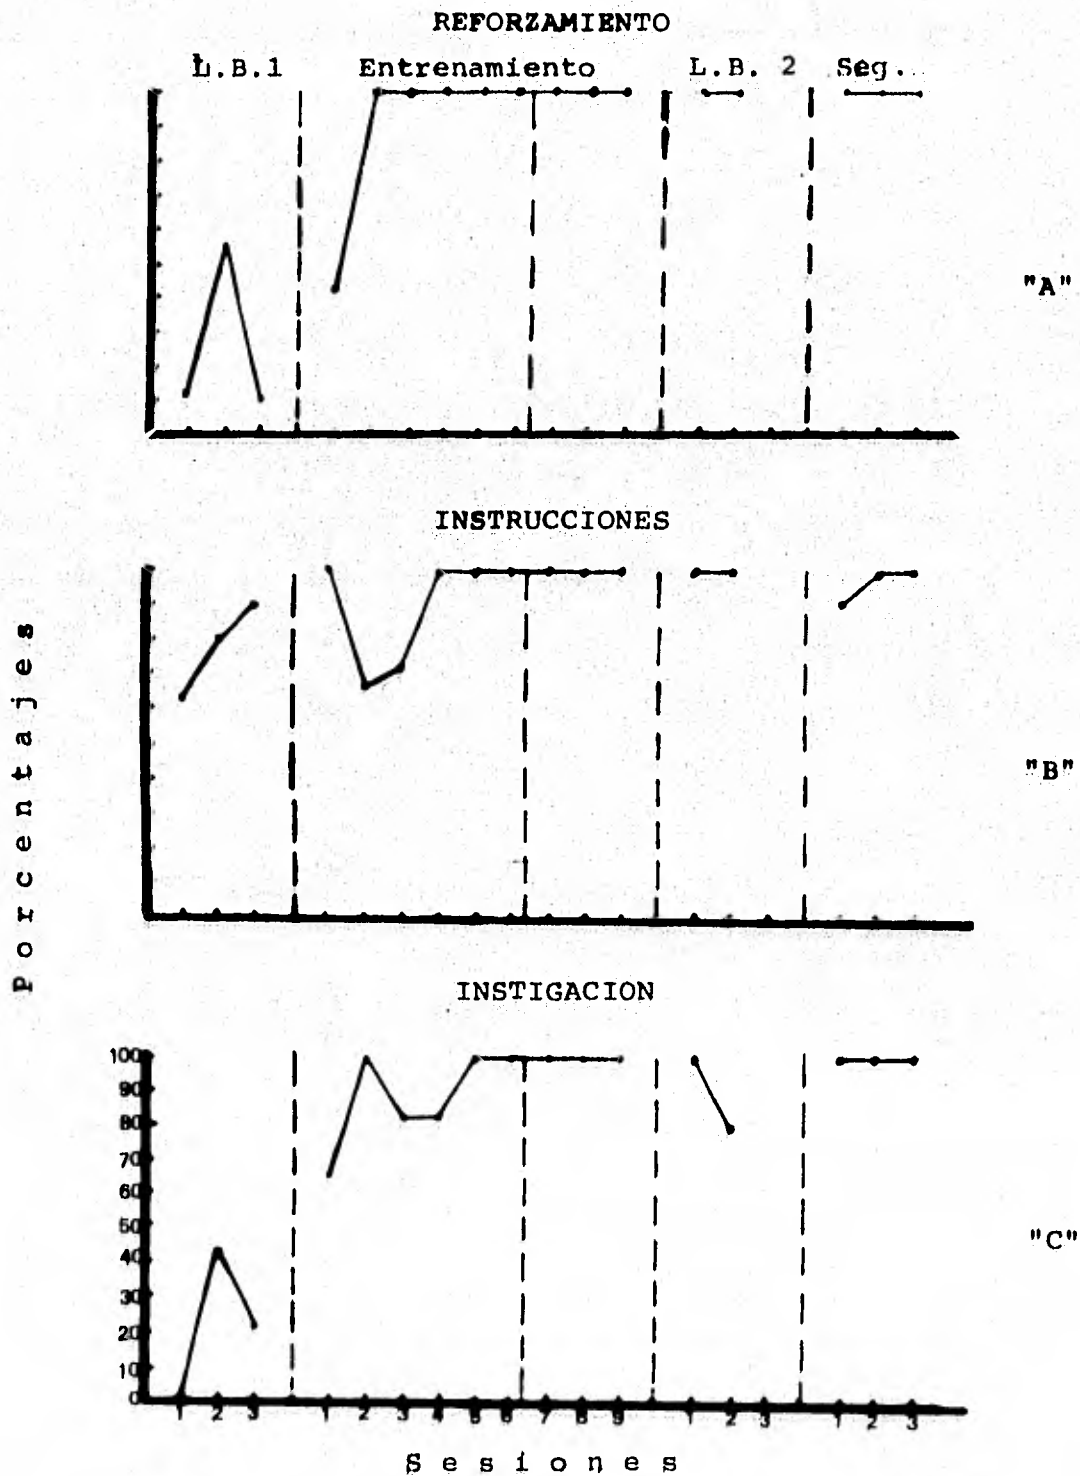 REFORZAMIENTO
L.B.1 Entrenamiento L.B. 2 Seg.
"A"
INSTRUCCIONES
"B"
INSTIGACION
"C"
Porcentajes
100
90
80
70
60
50
40
30
20
10
0
1 2 3 1 2 3 4 5 6 7 8 9 1 2 3 1 2 3
Sesiones